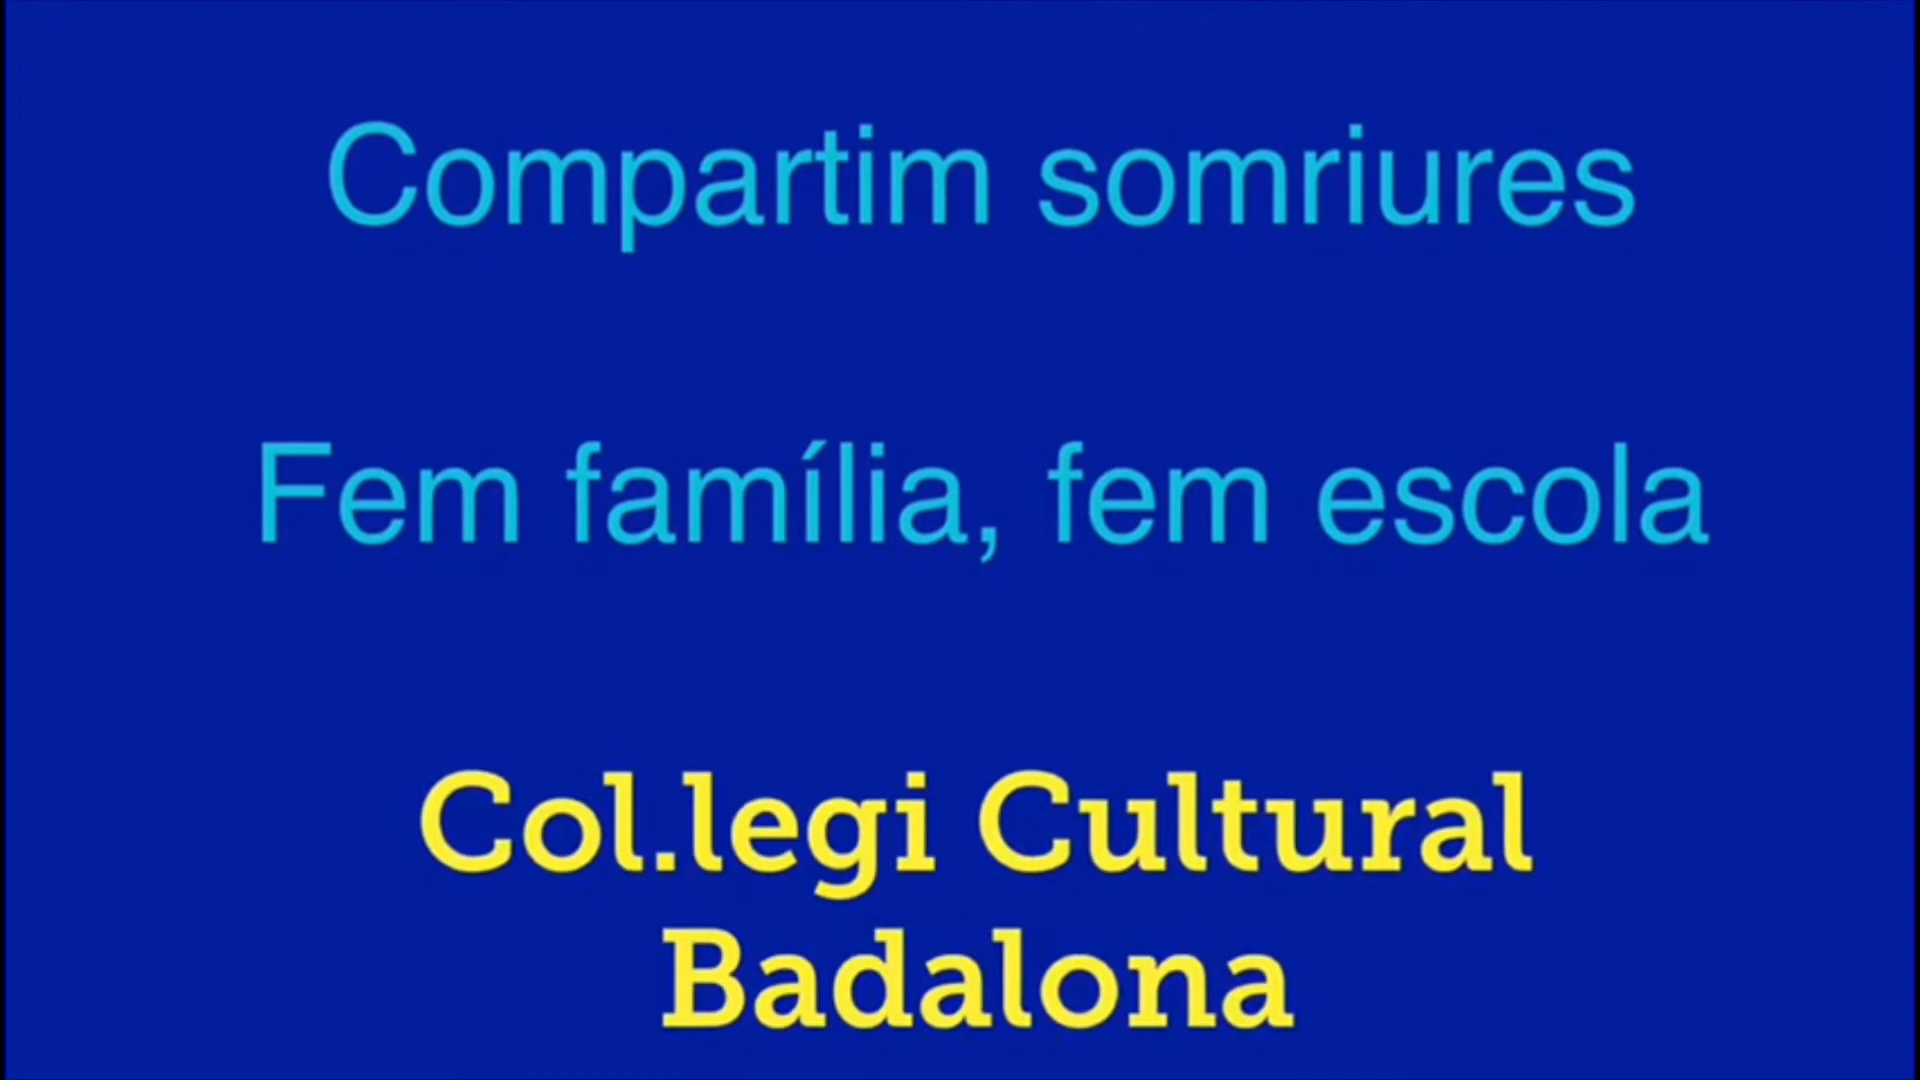 Compartim somriures
Fem família, fem escola
Col.legi Cultural
Badalona